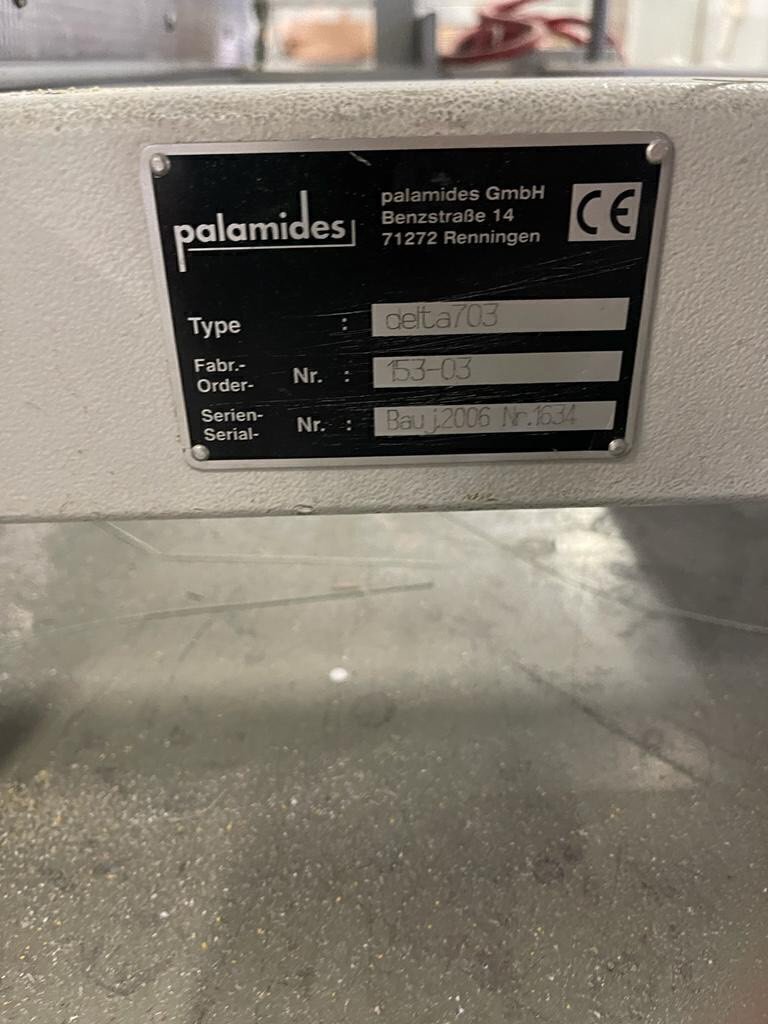 palamides
palamides GmbH
Benzstraße 14
71272 Renningen
CE
Type : delta703
Fabr.-
Order- Nr. : 153-03
Serien-
Serial- Nr. : Bau j.2006 Nr.1634